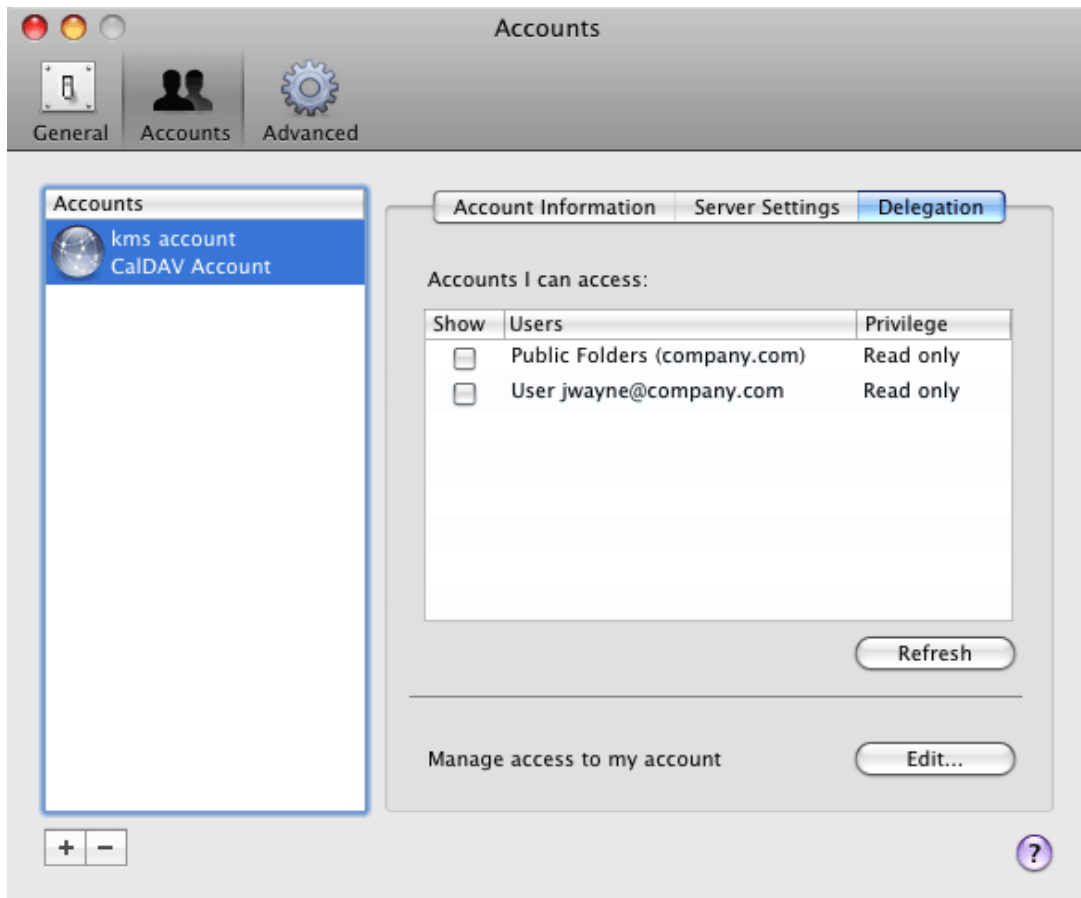 Accounts
General Accounts Advanced
Accounts
kms account
CalDAV Account
Account Information Server Settings Delegation
Accounts I can access:
Show Users Privilege
Public Folders (company.com) Read only
User jwayne@company.com Read only
Refresh
Manage access to my account Edit...
+ −
?